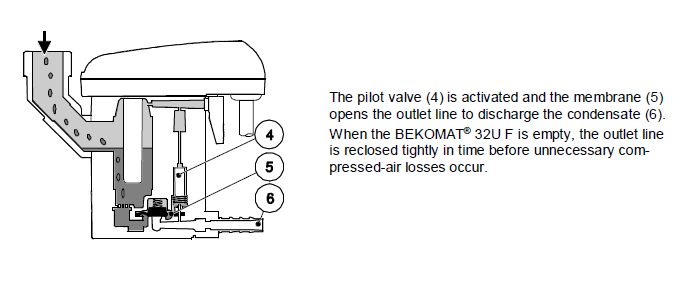 The pilot valve (4) is activated and the membrane (5)
opens the outlet line to discharge the condensate (6).
When the BEKOMAT® 32U F is empty, the outlet line
is reclosed tightly in time before unnecessary com-
pressed-air losses occur.
4
5
6